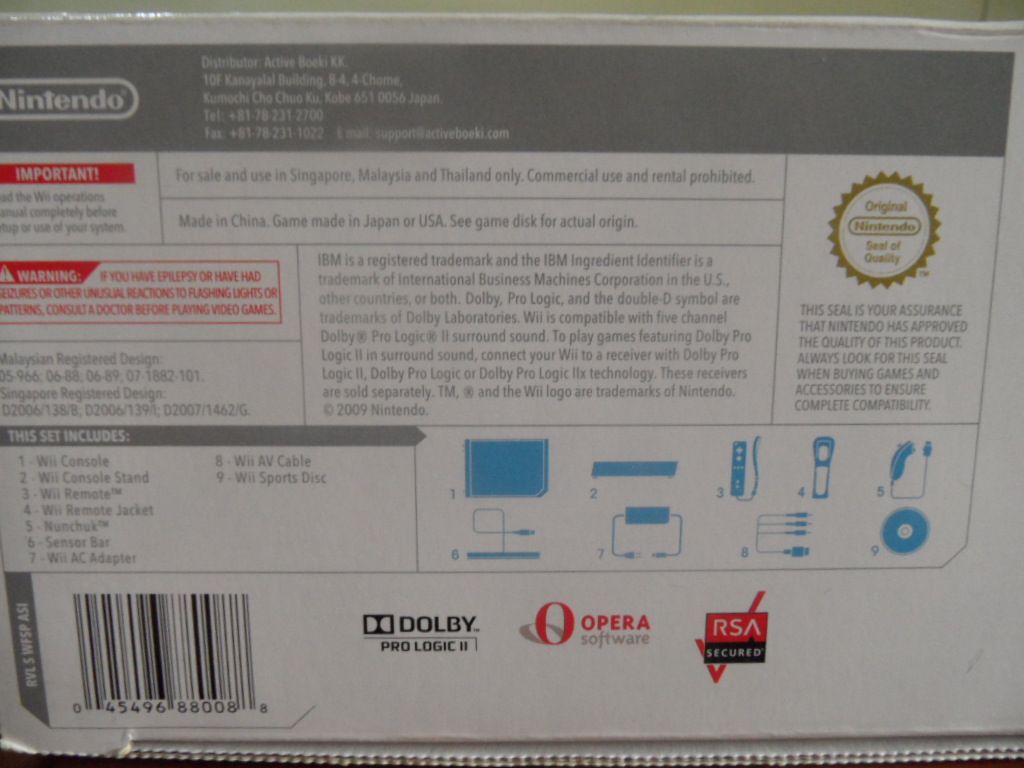 Nintendo®
Distributor: Active Boeki KK.
10F Kanayalal Building, 8-4, 4-Chome,
Kumochi Cho Chuo Ku, Kobe 651 0056 Japan.
Tel: +81-78-231-2700
Fax: +81-78-231-1022 E mail: support@activeboeki.com
IMPORTANT!
ad the Wii operations
anual completely before
tup or use of your system.
For sale and use in Singapore, Malaysia and Thailand only. Commercial use and rental prohibited.
Made in China. Game made in Japan or USA. See game disk for actual origin.
WARNING: IF YOU HAVE EPILEPSY OR HAVE HAD
SEIZURES OR OTHER UNUSUAL REACTIONS TO FLASHING LIGHTS OR
PATTERNS, CONSULT A DOCTOR BEFORE PLAYING VIDEO GAMES.
Malaysian Registered Design:
05-966; 06-88; 06-89; 07-1882-101.
Singapore Registered Design:
D2006/138/B; D2006/139/I; D2007/1462/G.
IBM is a registered trademark and the IBM Ingredient Identifier is a
trademark of International Business Machines Corporation in the U.S.,
other countries, or both. Dolby, Pro Logic, and the double-D symbol are
trademarks of Dolby Laboratories. Wii is compatible with five channel
Dolby® Pro Logic® II surround sound. To play games featuring Dolby Pro
Logic II in surround sound, connect your Wii to a receiver with Dolby Pro
Logic II, Dolby Pro Logic or Dolby Pro Logic IIx technology. These receivers
are sold separately. TM, ® and the Wii logo are trademarks of Nintendo.
© 2009 Nintendo.
Original
Nintendo
Seal of
Quality
TM
THIS SEAL IS YOUR ASSURANCE
THAT NINTENDO HAS APPROVED
THE QUALITY OF THIS PRODUCT.
ALWAYS LOOK FOR THIS SEAL
WHEN BUYING GAMES AND
ACCESSORIES TO ENSURE
COMPLETE COMPATIBILITY.
THIS SET INCLUDES:
1 - Wii Console
2 - Wii Console Stand
3 - Wii Remote™
4 - Wii Remote Jacket
5 - Nunchuk™
6 - Sensor Bar
7 - Wii AC Adapter
8 - Wii AV Cable
9 - Wii Sports Disc
1 2 3 4 5
6 7 8 9
RVL S WFSP ASI
0 45496 88008 8
DOLBY™
PRO LOGIC II
OPERA
software
RSA
SECURED